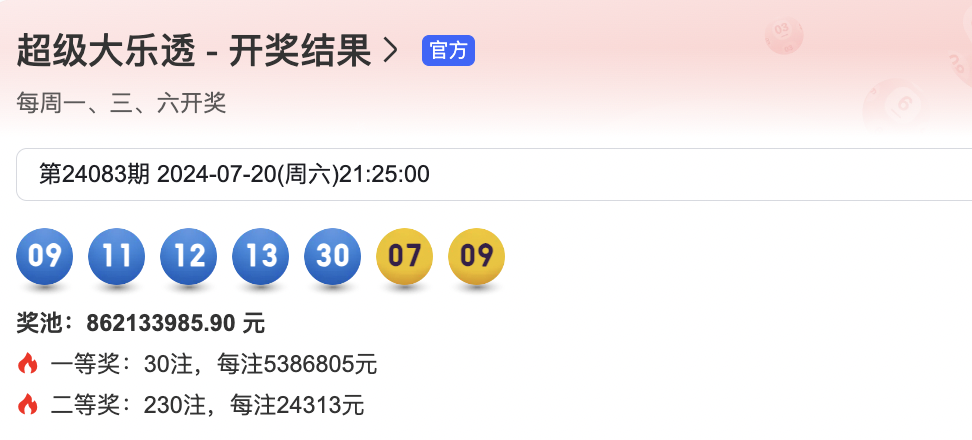 超级大乐透 - 开奖结果 官方
每周一、三、六开奖
第24083期 2024-07-20(周六)21:25:00
09 11 12 13 30 07 09
奖池：862133985.90 元
一等奖：30注，每注5386805元
二等奖：230注，每注24313元